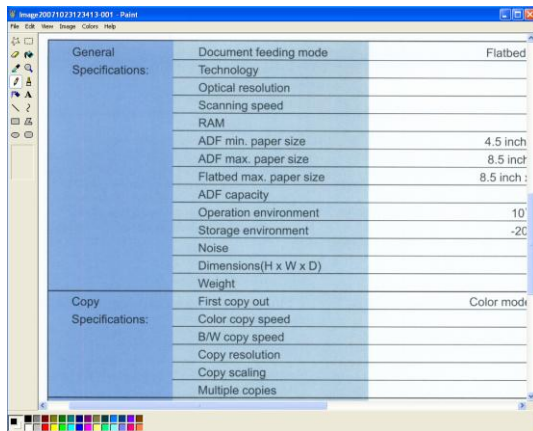 Image20071023123413-001 - Paint
File Edit View Image Colors Help
General Document feeding mode Flatbed
Specifications: Technology
Optical resolution
Scanning speed
RAM
ADF min. paper size 4.5 inch
ADF max. paper size 8.5 inch
Flatbed max. paper size 8.5 inch
ADF capacity
Operation environment 10
Storage environment -20
Noise
Dimensions(H x W x D)
Weight
Copy First copy out Color mode
Specifications: Color copy speed
B/W copy speed
Copy resolution
Copy scaling
Multiple copies